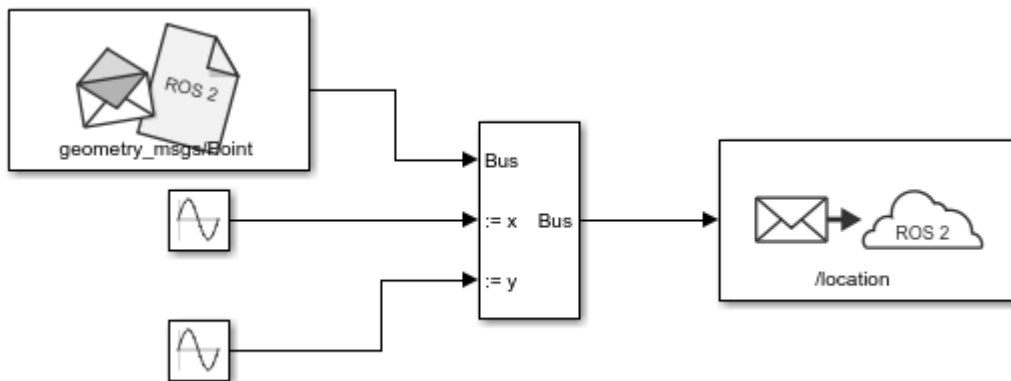 ROS 2
geometry_msgs/Point
Bus
:= x
Bus
:= y
ROS 2
/location